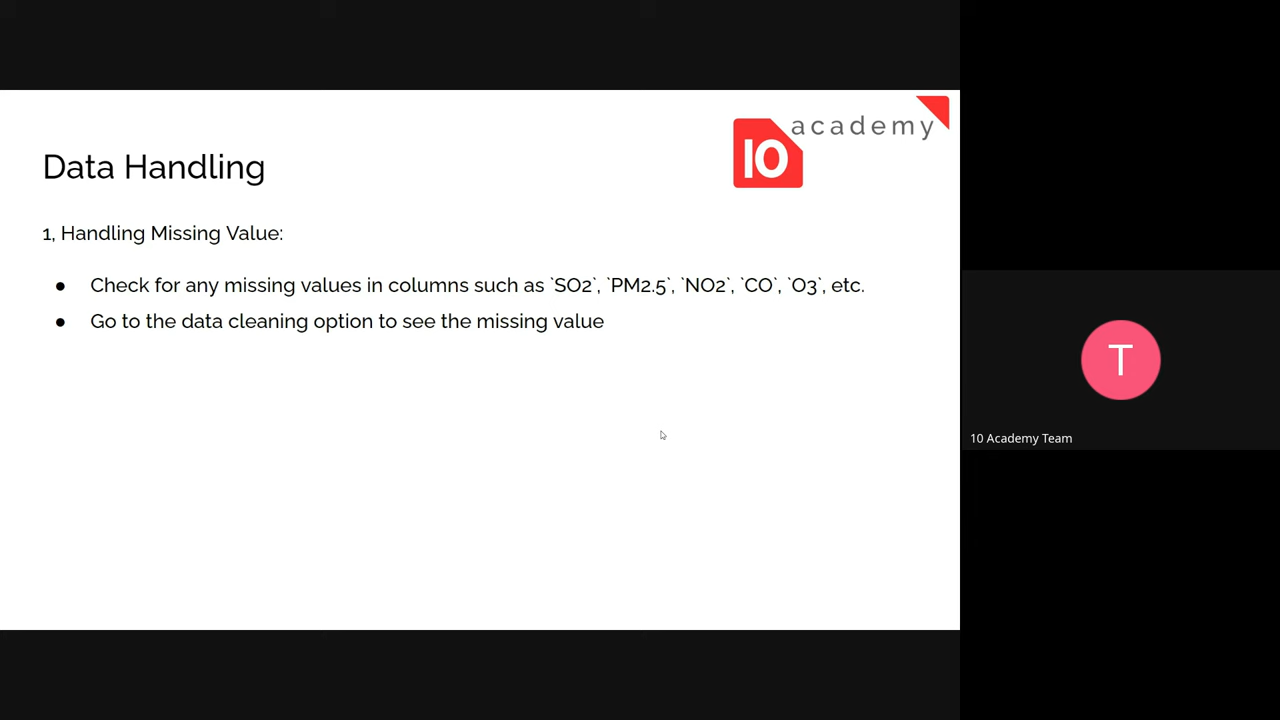 10 academy
Data Handling
1, Handling Missing Value:
● Check for any missing values in columns such as `SO2`, `PM2.5`, `NO2`, `CO`, `O3`, etc.
● Go to the data cleaning option to see the missing value
T
10 Academy Team